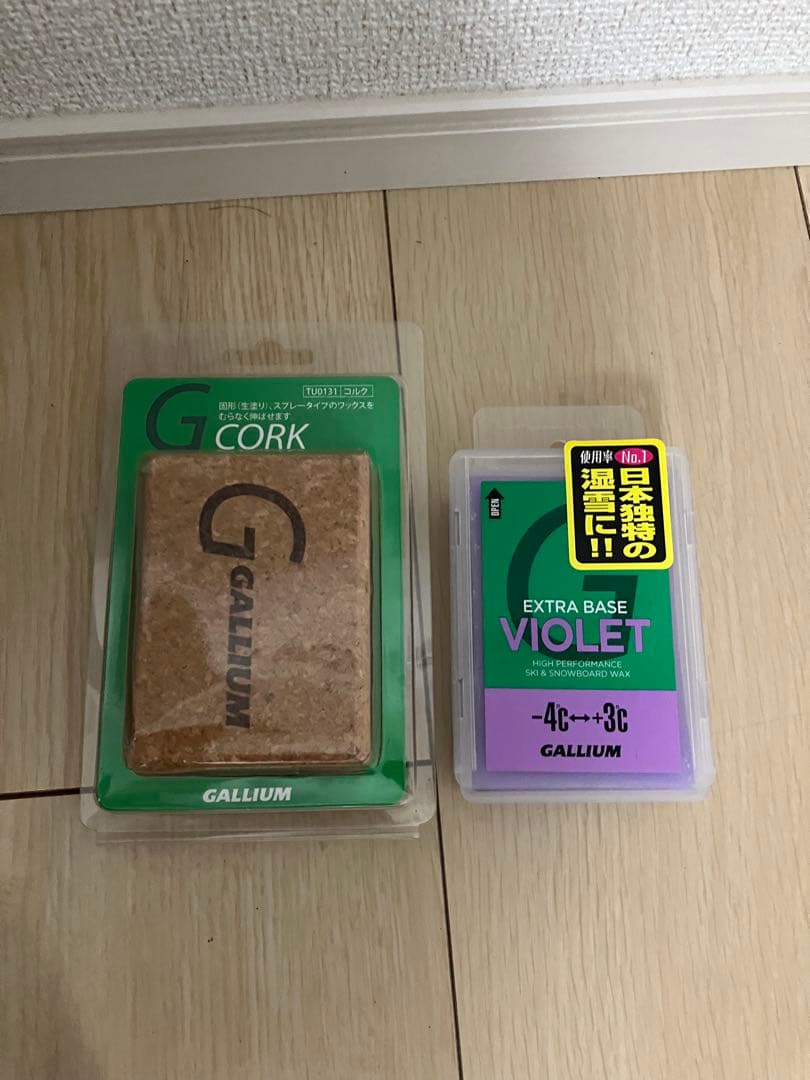 TU0131 コルク
固形(生塗り)、スプレータイプのワックスを
むらなく伸ばせます
G CORK
G GALLIUM
GALLIUM
使用率 No.1
日本独特の
湿雪に!!
OPEN
G
EXTRA BASE
VIOLET
HIGH PERFORMANCE
SKI & SNOWBOARD WAX
-4℃↔+3℃
GALLIUM